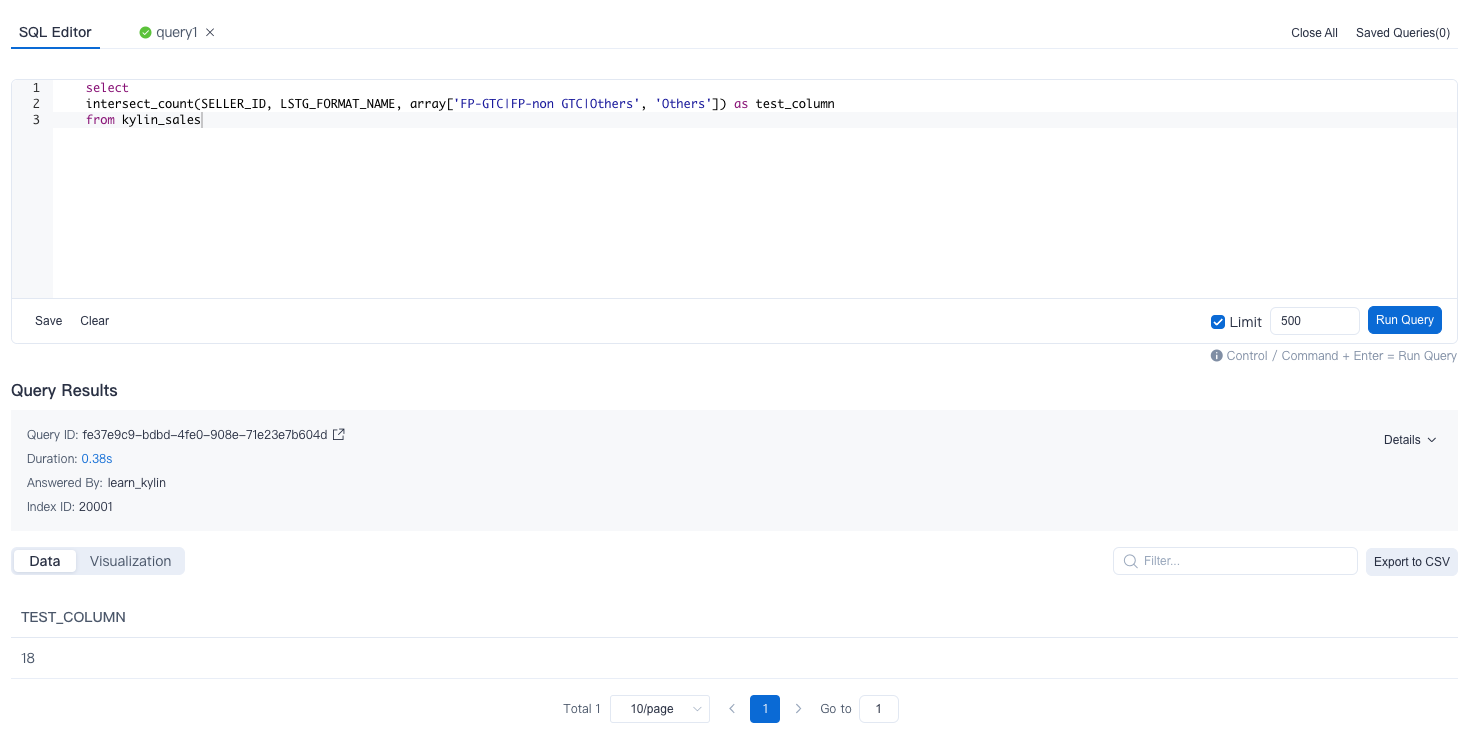 SQL Editor query1 Close All Saved Queries(0)
1 select
2 intersect_count(SELLER_ID, LSTG_FORMAT_NAME, array['FP-GTC|FP-non GTC|Others', 'Others']) as test_column
3 from kylin_sales
Save Clear Limit 500 Run Query
Control / Command + Enter = Run Query
Query Results
Query ID: fe37e9c9-bdbd-4fe0-908e-71e23e7b604d Details
Duration: 0.38s
Answered By: learn_kylin
Index ID: 20001
Data Visualization Filter... Export to CSV
TEST_COLUMN
18
Total 1 10/page 1 Go to 1